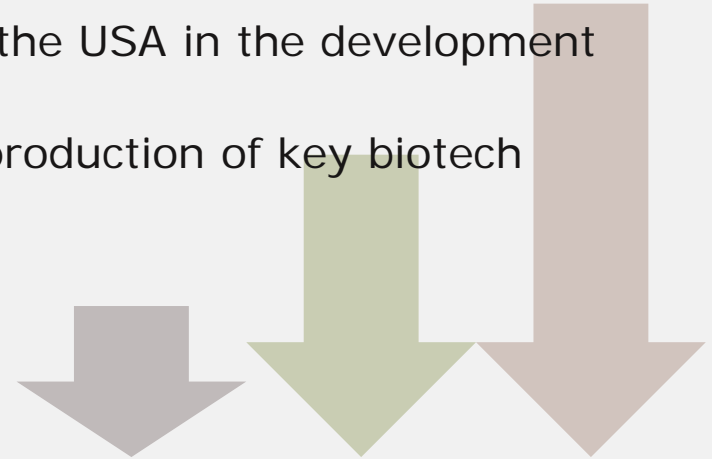 the USA in the development
production of key biotech